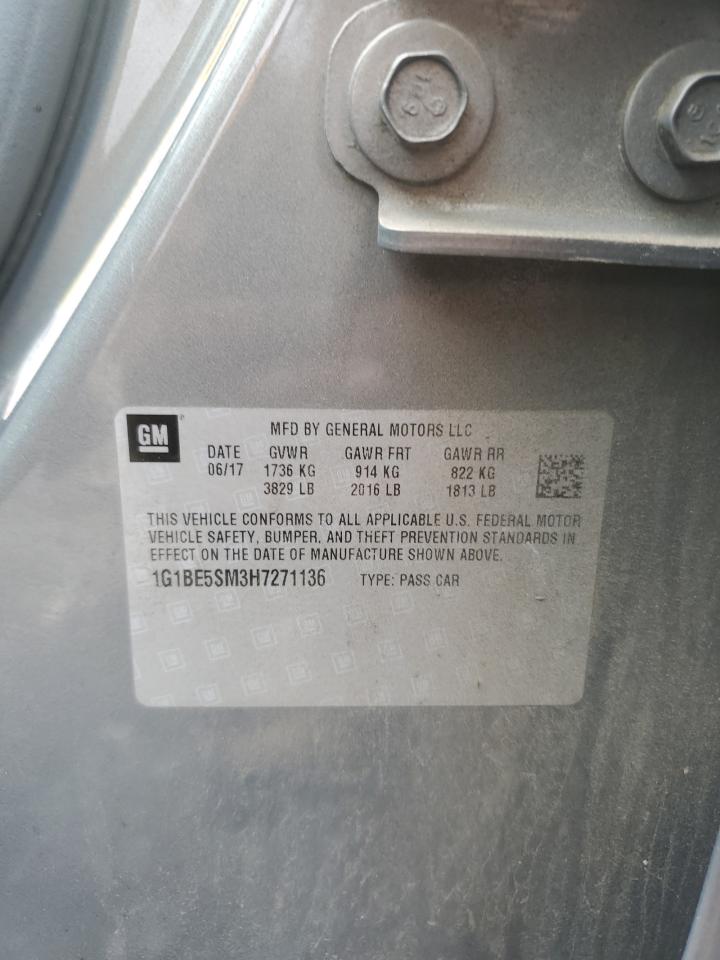 GM
MFD BY GENERAL MOTORS LLC
DATE GVWR GAWR FRT GAWR RR
06/17 1736 KG 914 KG 822 KG
3829 LB 2016 LB 1813 LB
THIS VEHICLE CONFORMS TO ALL APPLICABLE U.S. FEDERAL MOTOR
VEHICLE SAFETY, BUMPER, AND THEFT PREVENTION STANDARDS IN
EFFECT ON THE DATE OF MANUFACTURE SHOWN ABOVE.
1G1BE5SM3H7271136 TYPE: PASS CAR